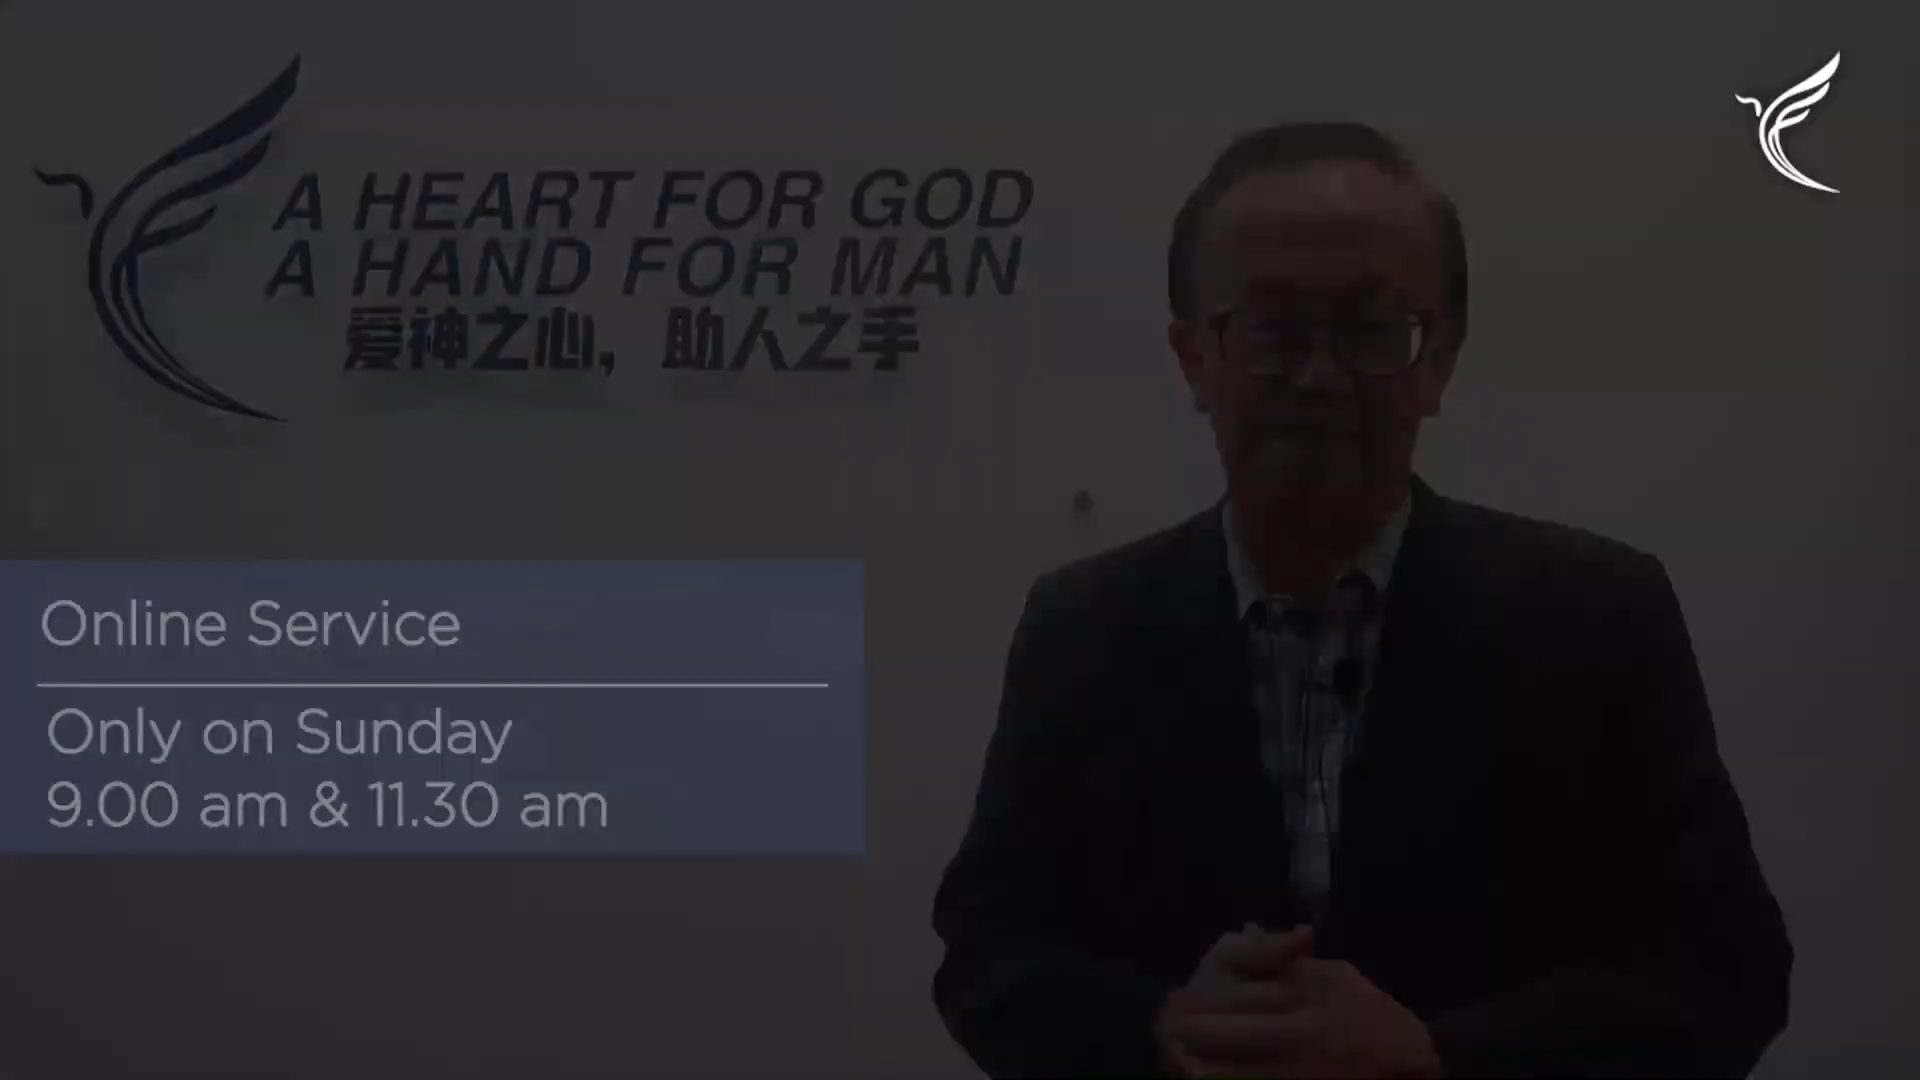 A HEART FOR GOD
A HAND FOR MAN
爱神之心，助人之手
Online Service
Only on Sunday
9.00 am & 11.30 am